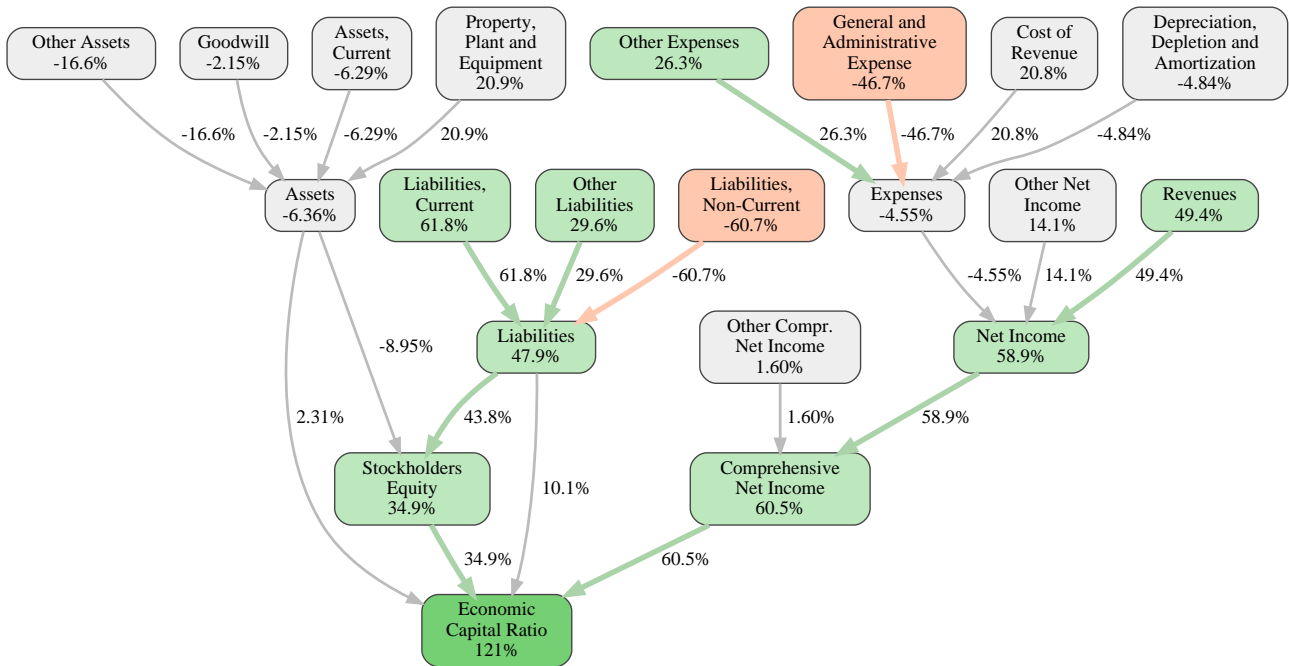 Other Assets
-16.6%
Goodwill
-2.15%
Assets,
Current
-6.29%
Property,
Plant and
Equipment
20.9%
Other Expenses
26.3%
General and
Administrative
Expense
-46.7%
Cost of
Revenue
20.8%
Depreciation,
Depletion and
Amortization
-4.84%
-16.6%
-2.15%
-6.29%
20.9%
26.3%
-46.7%
20.8%
-4.84%
Assets
-6.36%
Liabilities,
Current
61.8%
Other
Liabilities
29.6%
Liabilities,
Non-Current
-60.7%
Expenses
-4.55%
Other Net
Income
14.1%
Revenues
49.4%
61.8%
29.6%
-60.7%
-4.55%
14.1%
49.4%
-8.95%
Liabilities
47.9%
Other Compr.
Net Income
1.60%
Net Income
58.9%
2.31%
43.8%
1.60%
58.9%
Stockholders
Equity
34.9%
10.1%
Comprehensive
Net Income
60.5%
34.9%
60.5%
Economic
Capital Ratio
121%